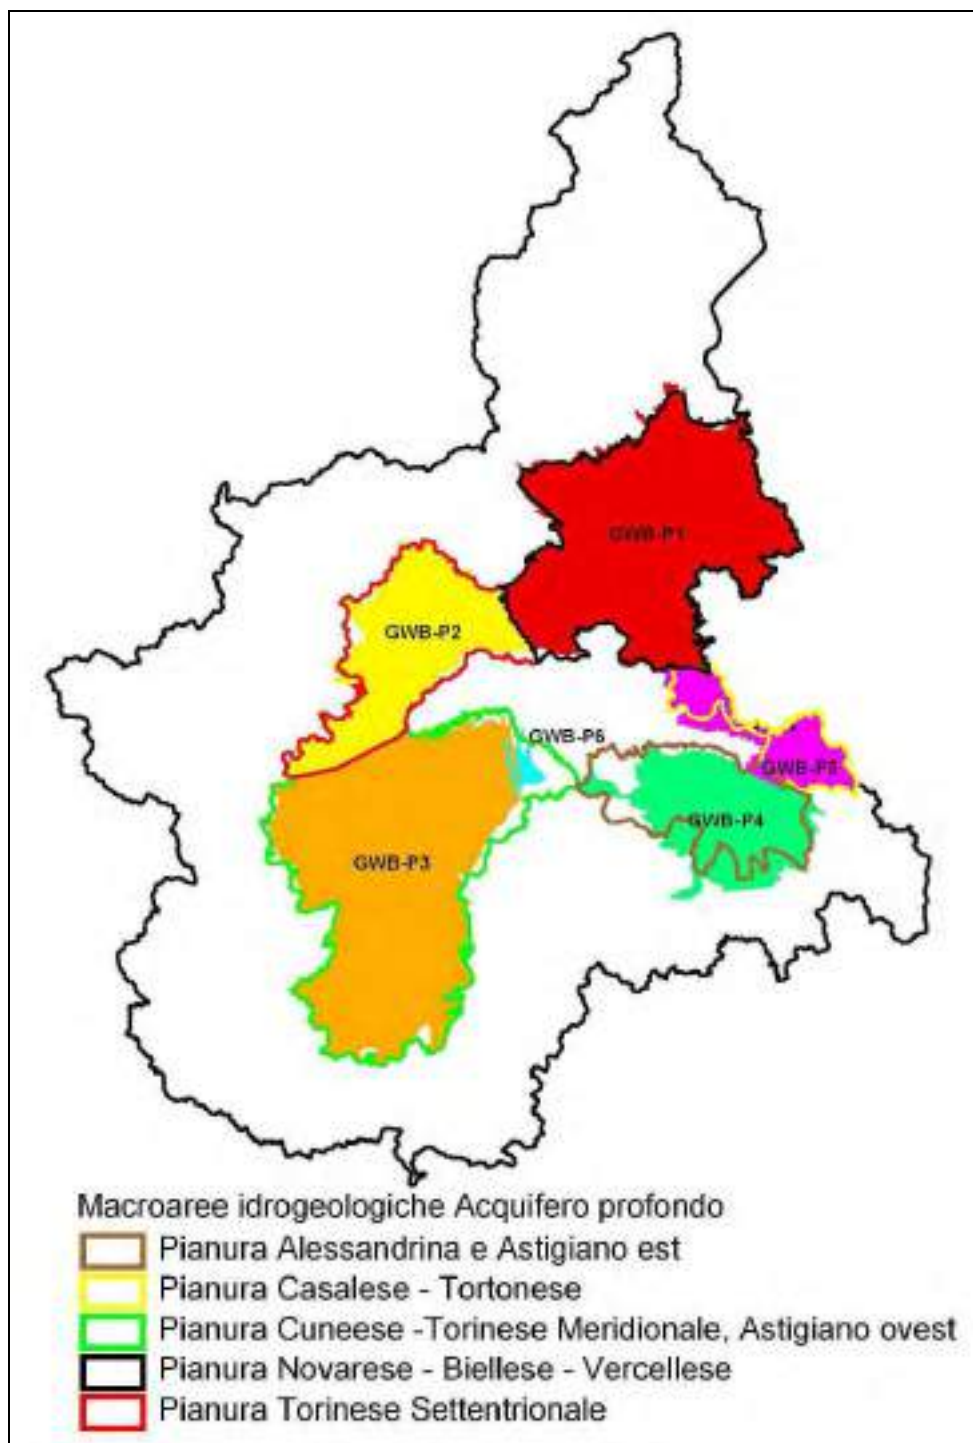 GWB-P1
GWB-P2
GWB-P6
GWB-P5
GWB-P4
GWB-P3
Macroaree idrogeologiche Acquifero profondo
Pianura Alessandrina e Astigiano est
Pianura Casalese - Tortonese
Pianura Cuneese -Torinese Meridionale, Astigiano ovest
Pianura Novarese - Biellese - Vercellese
Pianura Torinese Settentrionale